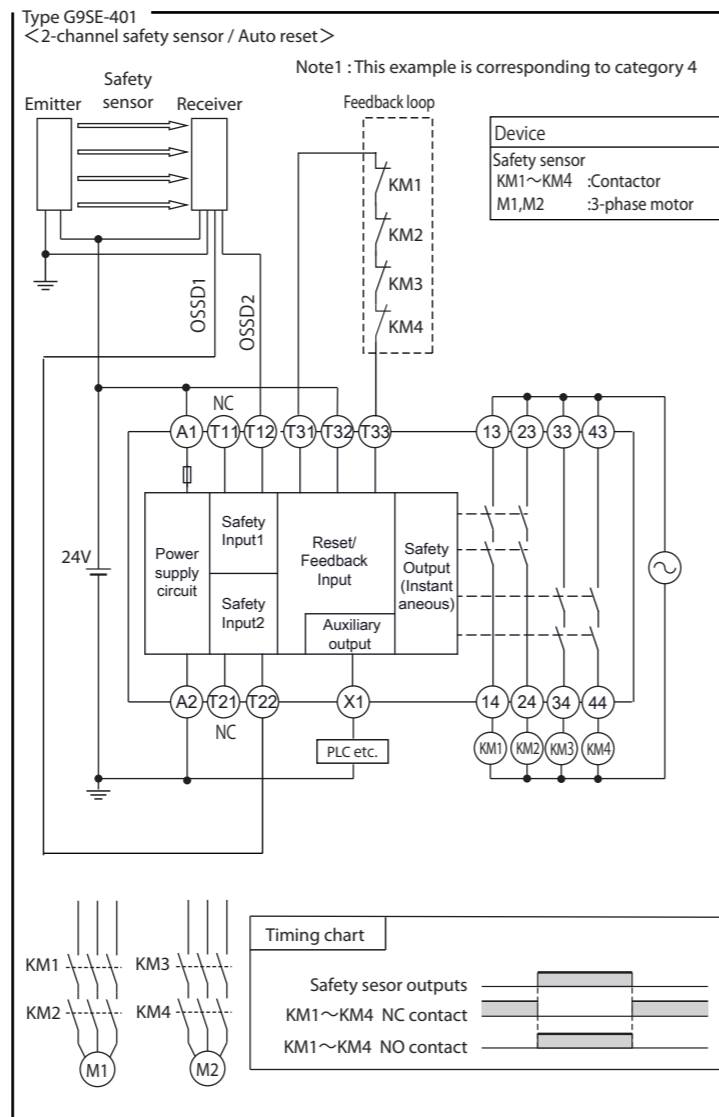 Type G9SE-401
<2-channel safety sensor / Auto reset>
Note1 : This example is corresponding to category 4
Safety
sensor
Emitter
Receiver
Feedback loop
KM1
KM2
KM3
KM4
Device
Safety sensor
KM1～KM4 :Contactor
M1,M2 :3-phase motor
OSSD1
OSSD2
NC
A1
T11
T12
T31
T32
T33
13
23
33
43
24V
Power
supply
circuit
Safety
Input1
Safety
Input2
Reset/
Feedback
Input
Auxiliary
output
Safety
Output
(Instant
aneous)
A2
T21
T22
X1
14
24
34
44
NC
PLC etc.
KM1
KM2
KM3
KM4
KM1
KM2
M1
KM3
KM4
M2
Timing chart
Safety sesor outputs
KM1～KM4 NC contact
KM1～KM4 NO contact